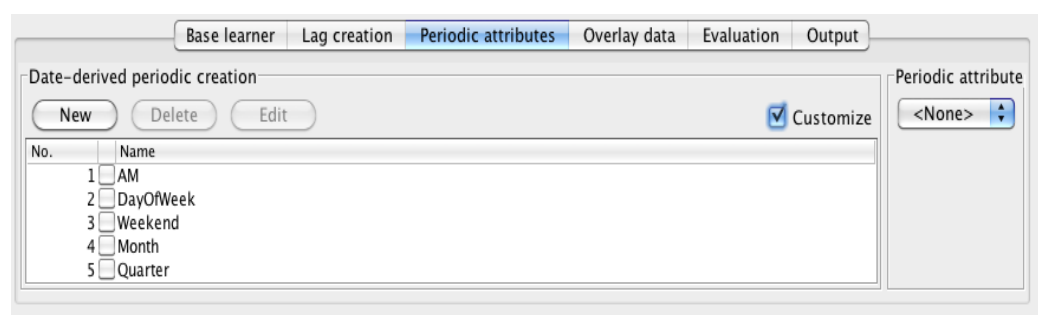 Base learner Lag creation Periodic attributes Overlay data Evaluation Output
Date-derived periodic creation
New Delete Edit Customize
No. Name
1 AM
2 DayOfWeek
3 Weekend
4 Month
5 Quarter
Periodic attribute
<None>